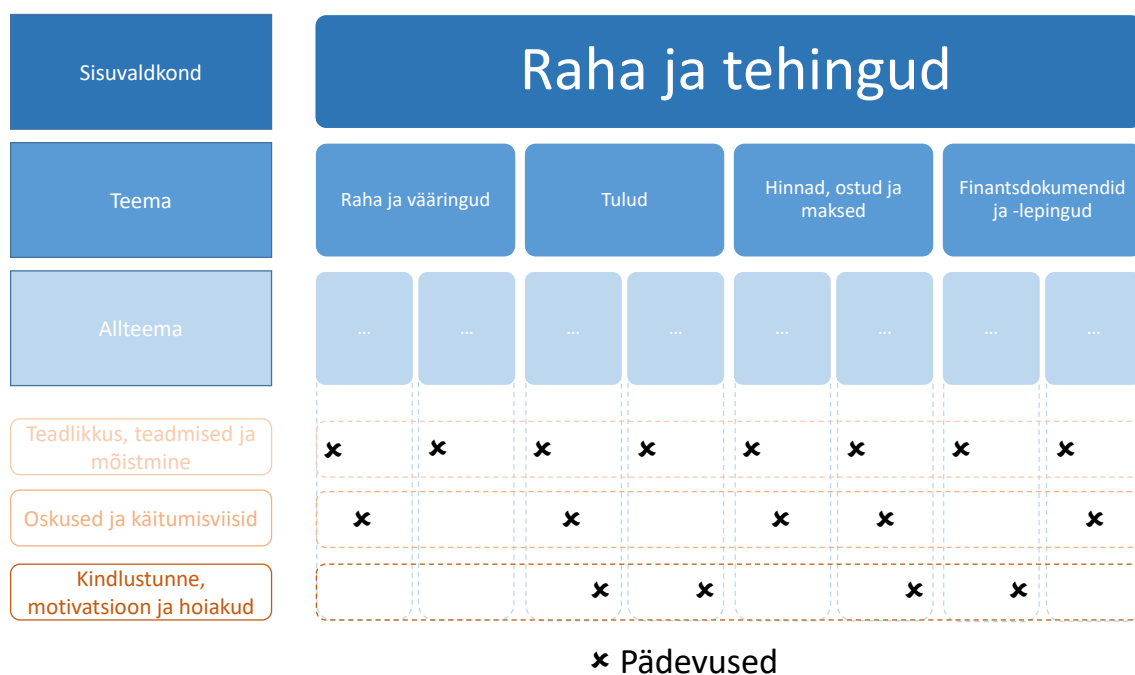 Sisuvaldkond
Raha ja tehingud
Teema
Raha ja vääringud
Tulud
Hinnad, ostud ja
maksed
Finantsdokumendid
ja -lepingud
Allteema
...
...
...
...
...
...
...
...
Teadlikkus, teadmised ja
mõistmine
Oskused ja käitumisviisid
Kindlustunne,
motivatsioon ja hoiakud
✘ Pädevused